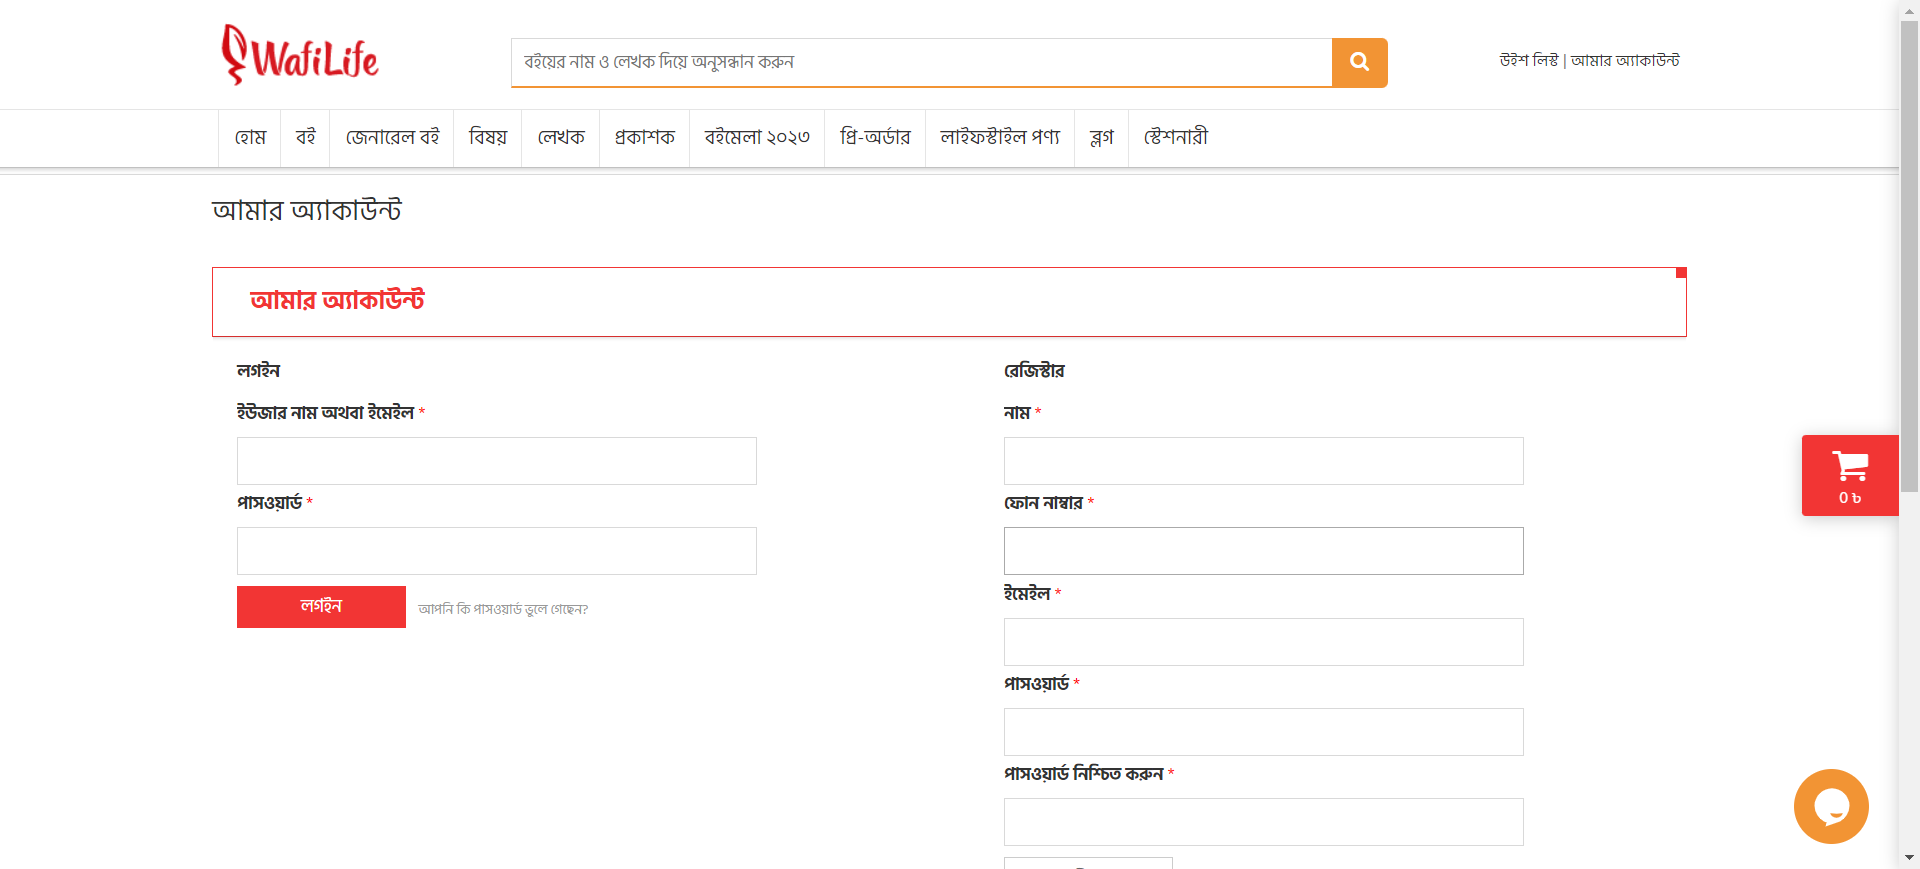 WafiLife
বইয়ের নাম ও লেখক দিয়ে অনুসন্ধান করুন
উইশ লিস্ট | আমার অ্যাকাউন্ট
হোম বই জেনারেল বই বিষয় লেখক প্রকাশক বইমেলা ২০২৩ প্রি-অর্ডার লাইফস্টাইল পণ্য ব্লগ স্টেশনারী
আমার অ্যাকাউন্ট
আমার অ্যাকাউন্ট
লগইন
ইউজার নাম অথবা ইমেইল *
পাসওয়ার্ড *
লগইন
আপনি কি পাসওয়ার্ড ভুলে গেছেন?
রেজিস্টার
নাম *
ফোন নাম্বার *
ইমেইল *
পাসওয়ার্ড *
পাসওয়ার্ড নিশ্চিত করুন *
0 ৳